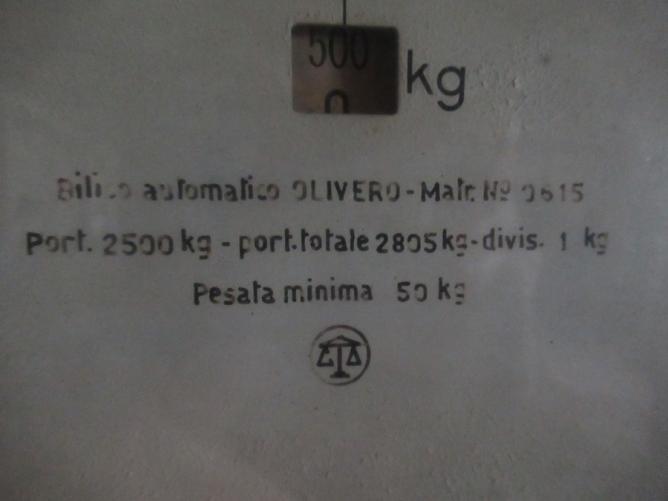 500
0
kg
Bilico automatico OLIVERO - Matr. Nº 0615
Port. 2500 kg - port. totale 2805 kg - divis. 1 kg
Pesata minima 50 kg